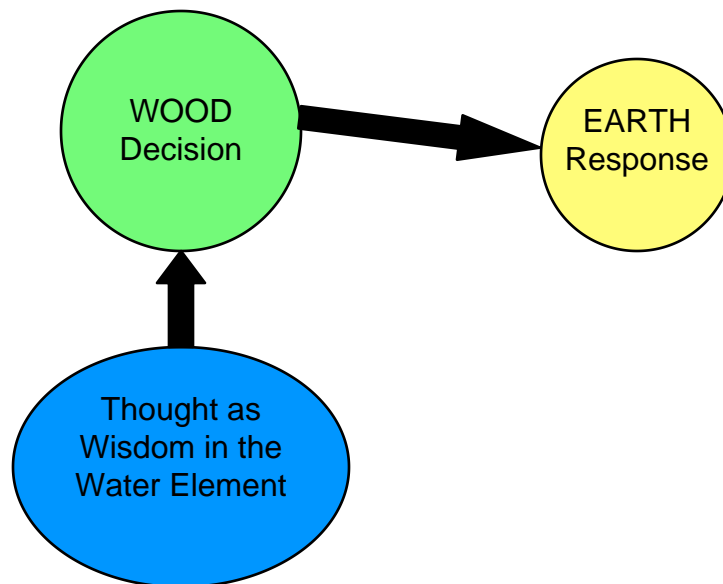 WOOD
Decision
EARTH
Response
Thought as
Wisdom in the
Water Element